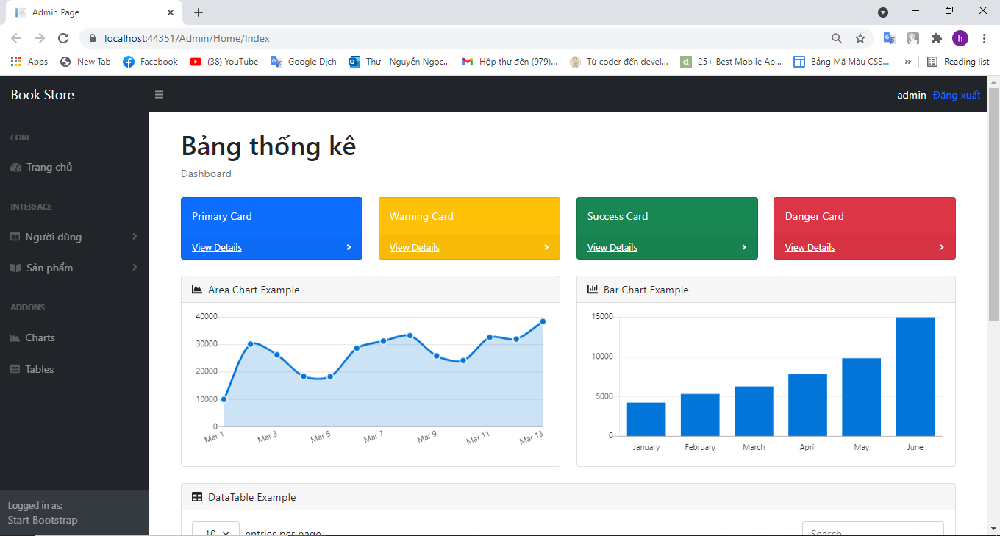 Admin Page
localhost:44351/Admin/Home/Index
h
Apps New Tab Facebook (38) YouTube Google Dịch Thư - Nguyễn Ngọc... Hộp thư đến (979)... Từ coder đến devel... 25+ Best Mobile Ap... Bảng Mã Màu CSS... » Reading list
Book Store
admin Đăng xuất
CORE
Trang chủ
INTERFACE
Người dùng
Sản phẩm
ADDONS
Charts
Tables
Logged in as:
Start Bootstrap
Bảng thống kê
Dashboard
Primary Card
View Details
Warning Card
View Details
Success Card
View Details
Danger Card
View Details
Area Chart Example
40000
30000
20000
10000
0
Mar 1 Mar 3 Mar 5 Mar 7 Mar 9 Mar 11 Mar 13
Bar Chart Example
15000
10000
5000
0
January February March April May June
DataTable Example
10 entries per page
Search